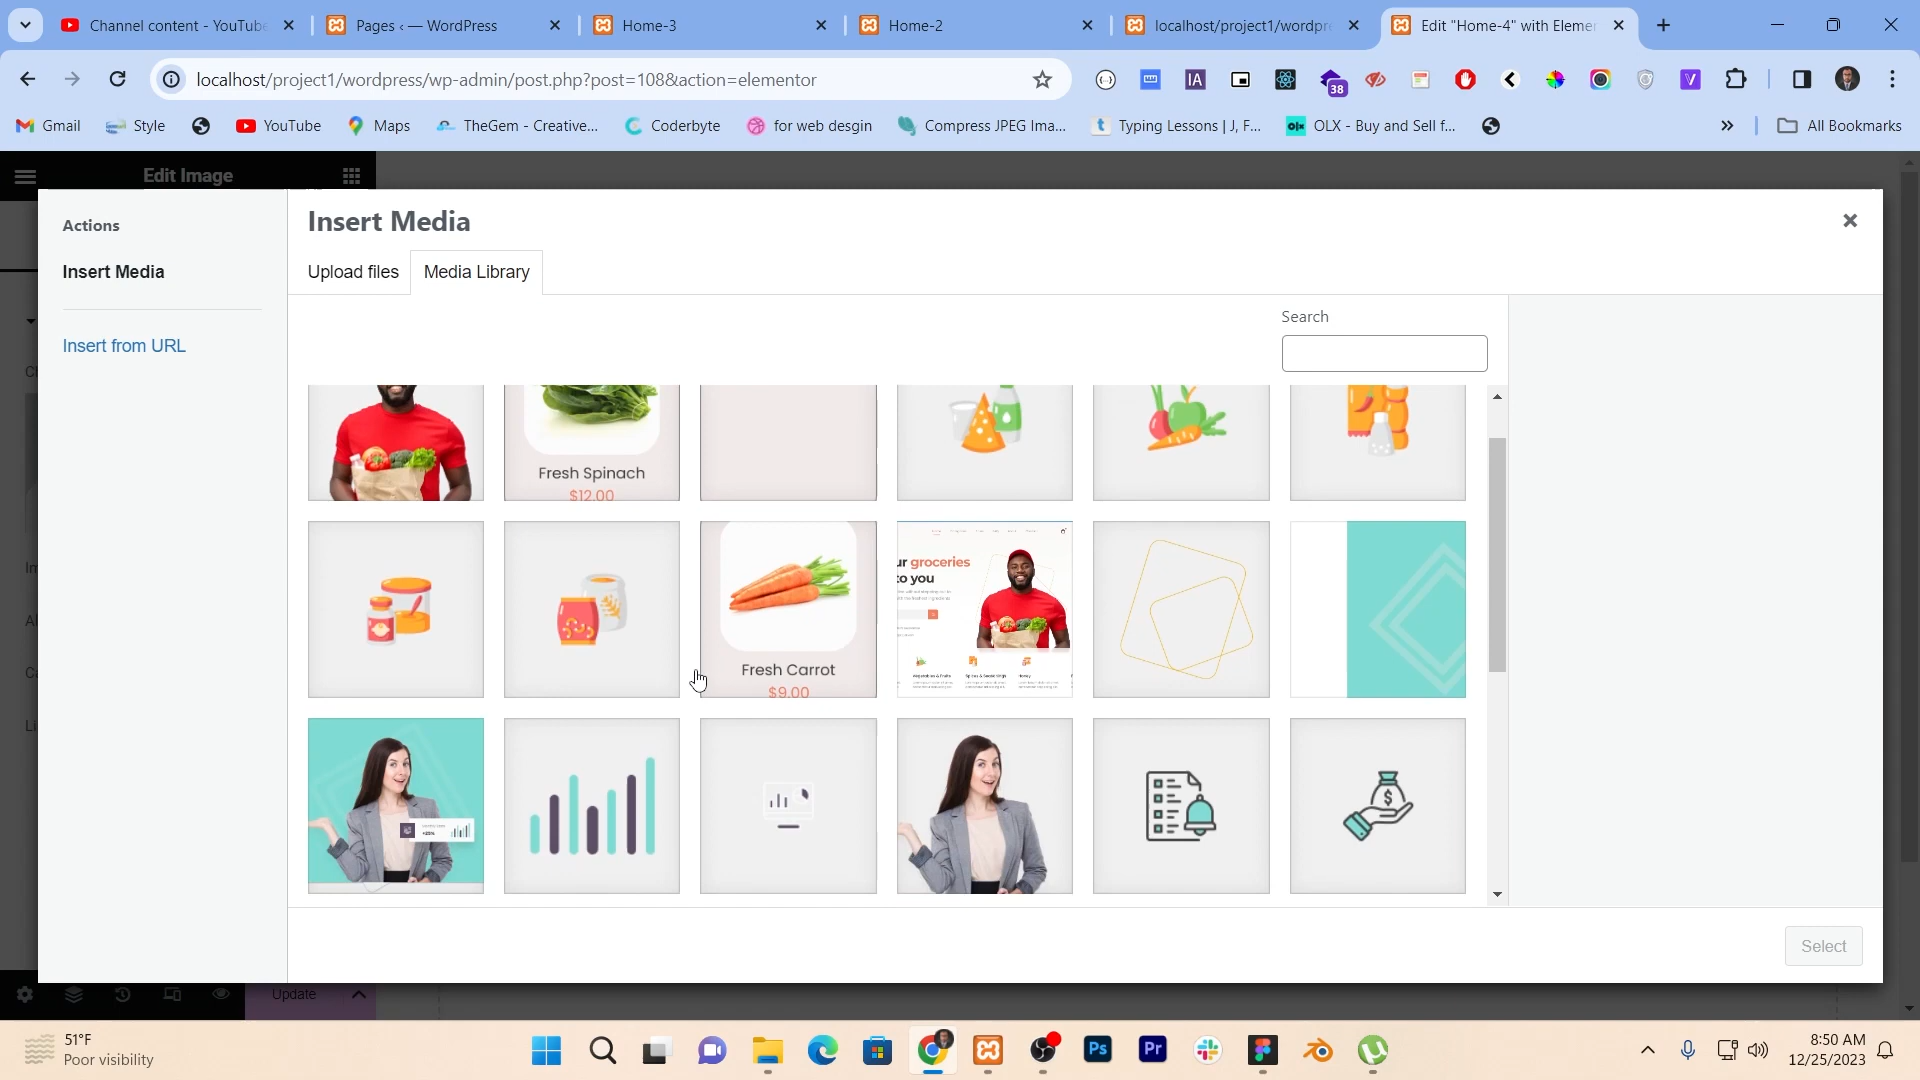 Channel content - YouTube
Pages ‹ — WordPress
Home-3
Home-2
localhost/project1/wordpr
Edit "Home-4" with Elemen
localhost/project1/wordpress/wp-admin/post.php?post=108&action=elementor
IA
38
V
Gmail
Style
YouTube
Maps
TheGem - Creative...
Coderbyte
for web desgin
Compress JPEG Ima...
Typing Lessons | J, F...
OLX - Buy and Sell f...
All Bookmarks
Edit Image
Actions
Insert Media
Insert from URL
Insert Media
Upload files
Media Library
Search
Fresh Spinach
$12.00
Fresh Carrot
$9.00
ur groceries
to you
Select
Update
51°F
Poor visibility
Ps
Pr
8:50 AM
12/25/2023